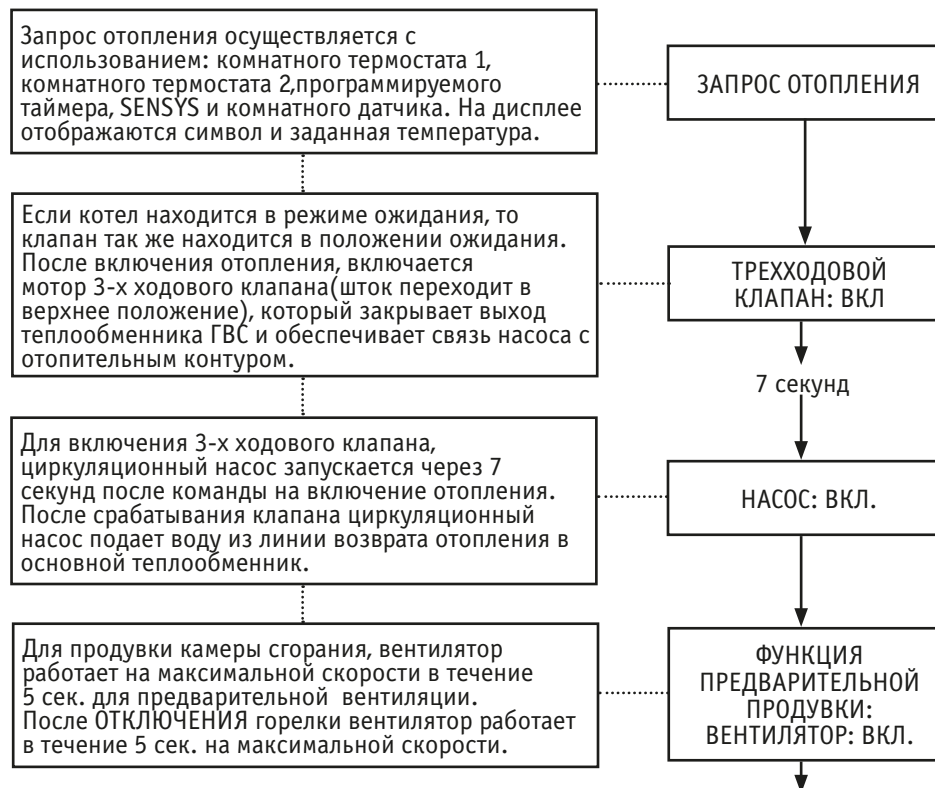 Запрос отопления осуществляется с
использованием: комнатного термостата 1,
комнатного термостата 2,программируемого
таймера, SENSYS и комнатного датчика. На дисплее
отображаются символ и заданная температура.
ЗАПРОС ОТОПЛЕНИЯ
Если котел находится в режиме ожидания, то
клапан так же находится в положении ожидания.
После включения отопления, включается
мотор 3-х ходового клапана(шток переходит в
верхнее положение), который закрывает выход
теплообменника ГВС и обеспечивает связь насоса с
отопительным контуром.
ТРЕХХОДОВОЙ
КЛАПАН: ВКЛ
7 секунд
Для включения 3-х ходового клапана,
циркуляционный насос запускается через 7
секунд после команды на включение отопления.
После срабатывания клапана циркуляционный
насос подает воду из линии возврата отопления в
основной теплообменник.
НАСОС: ВКЛ.
Для продувки камеры сгорания, вентилятор
работает на максимальной скорости в течение
5 сек. для предварительной  вентиляции.
После ОТКЛЮЧЕНИЯ горелки вентилятор работает
в течение 5 сек. на максимальной скорости.
ФУНКЦИЯ
ПРЕДВАРИТЕЛЬНОЙ
ПРОДУВКИ:
ВЕНТИЛЯТОР: ВКЛ.